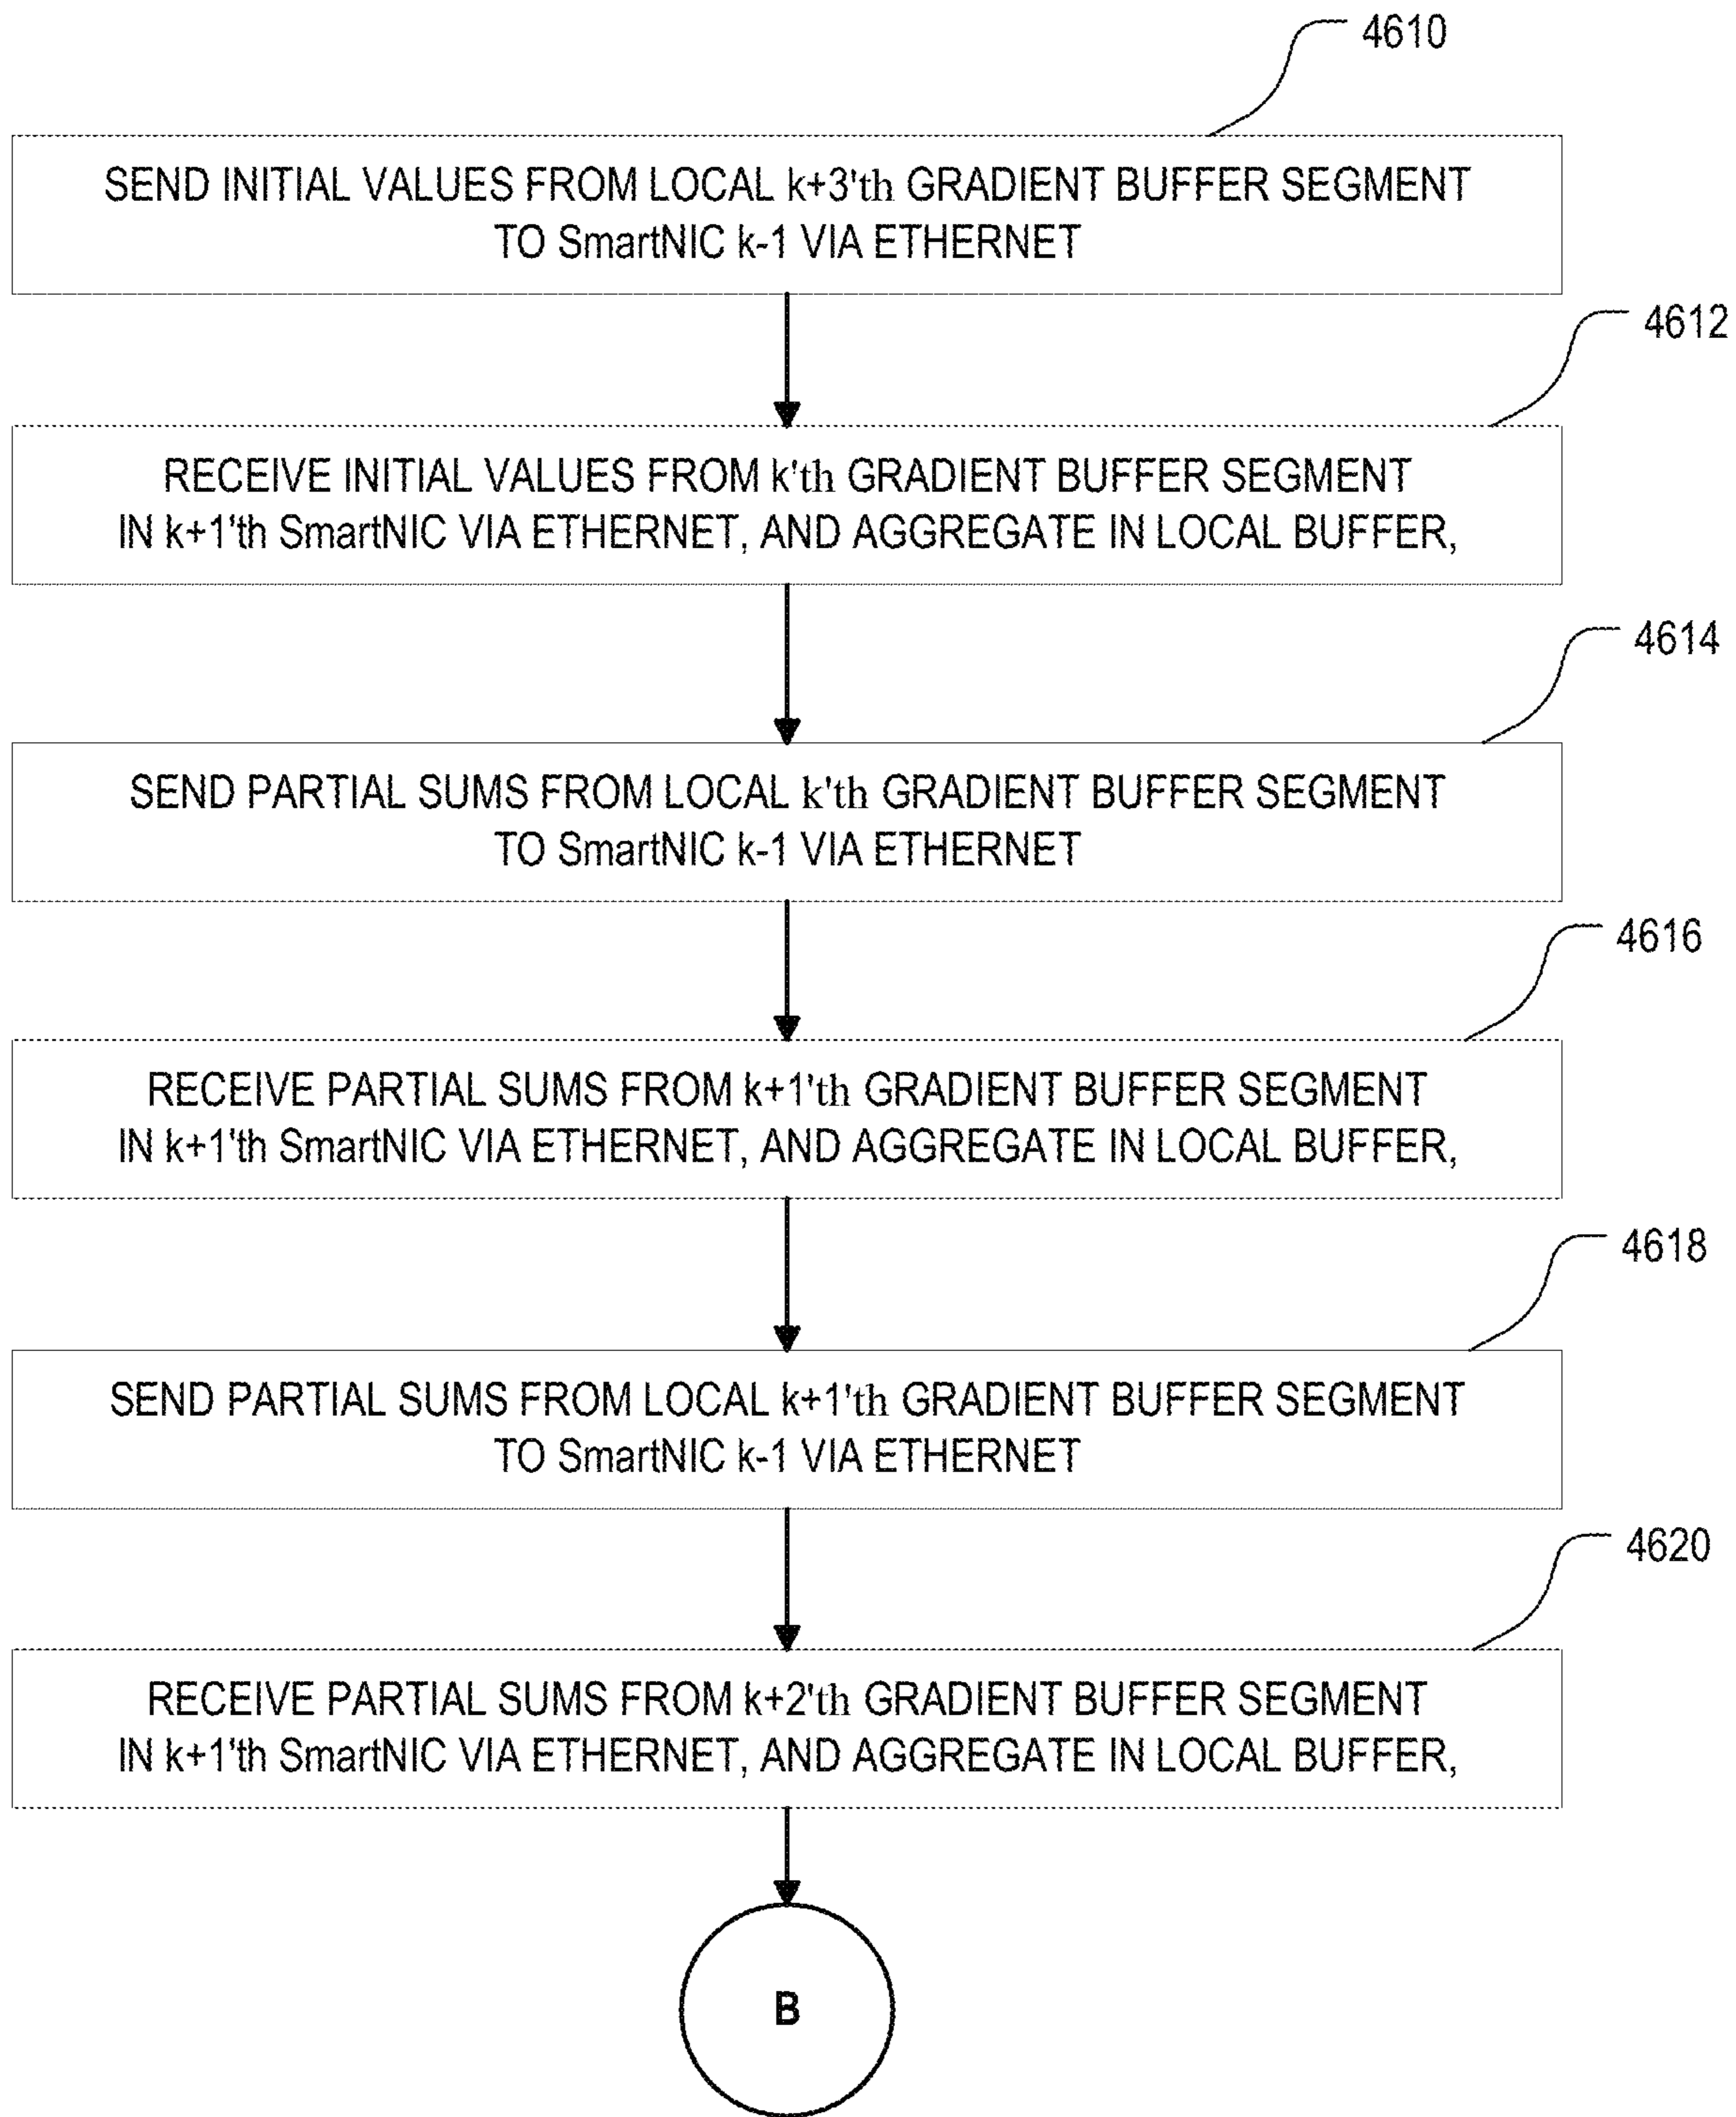 4610
SEND INITIAL VALUES FROM LOCAL k+3'th GRADIENT BUFFER SEGMENT
TO SmartNIC k-1 VIA ETHERNET
4612
RECEIVE INITIAL VALUES FROM k'th GRADIENT BUFFER SEGMENT
IN k+1'th SmartNIC VIA ETHERNET, AND AGGREGATE IN LOCAL BUFFER,
4614
SEND PARTIAL SUMS FROM LOCAL k'th GRADIENT BUFFER SEGMENT
TO SmartNIC k-1 VIA ETHERNET
4616
RECEIVE PARTIAL SUMS FROM k+1'th GRADIENT BUFFER SEGMENT
IN k+1'th SmartNIC VIA ETHERNET, AND AGGREGATE IN LOCAL BUFFER,
4618
SEND PARTIAL SUMS FROM LOCAL k+1'th GRADIENT BUFFER SEGMENT
TO SmartNIC k-1 VIA ETHERNET
4620
RECEIVE PARTIAL SUMS FROM k+2'th GRADIENT BUFFER SEGMENT
IN k+1'th SmartNIC VIA ETHERNET, AND AGGREGATE IN LOCAL BUFFER,
B